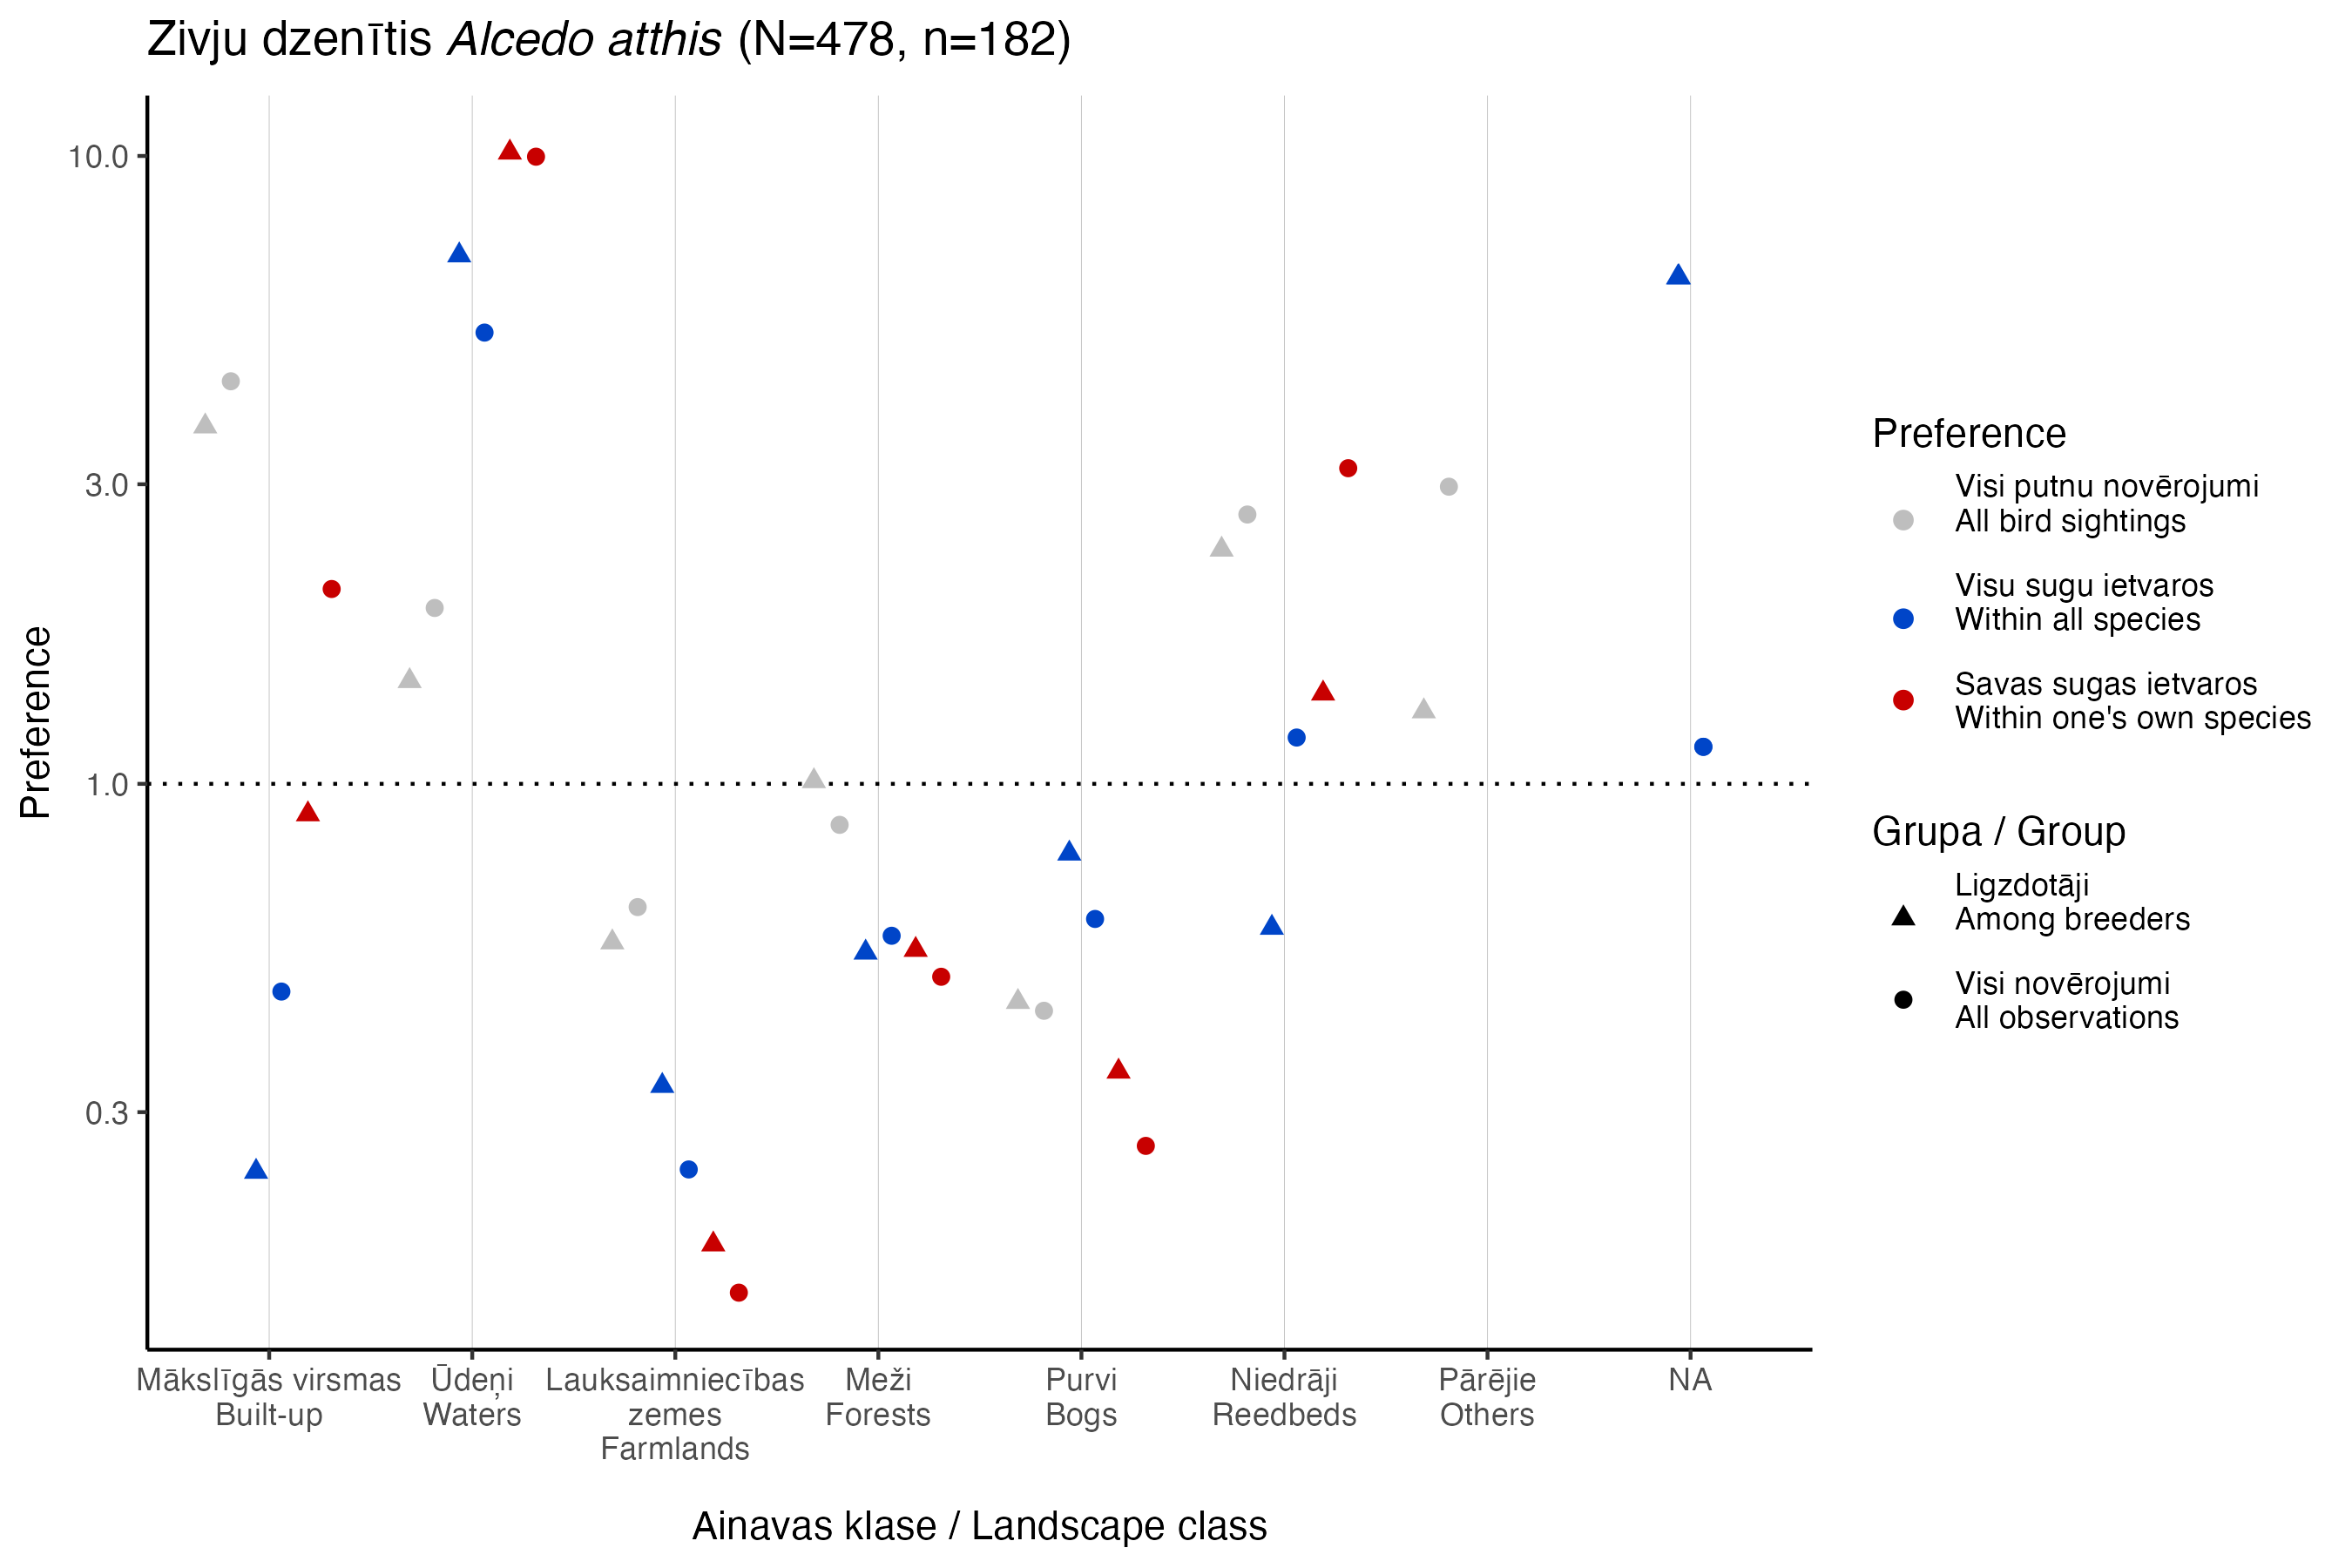 Zivju dzenītis Alcedo atthis (N=478, n=182)
Preference
10.0
3.0
1.0
0.3
Mākslīgās virsmas
Built-up
Ūdeņi
Waters
Lauksaimniecības
zemes
Farmlands
Meži
Forests
Purvi
Bogs
Niedrāji
Reedbeds
Pārējie
Others
NA
Ainavas klase / Landscape class
Preference
Visi putnu novērojumi
All bird sightings
Visu sugu ietvaros
Within all species
Savas sugas ietvaros
Within one's own species
Grupa / Group
Ligzdotāji
Among breeders
Visi novērojumi
All observations